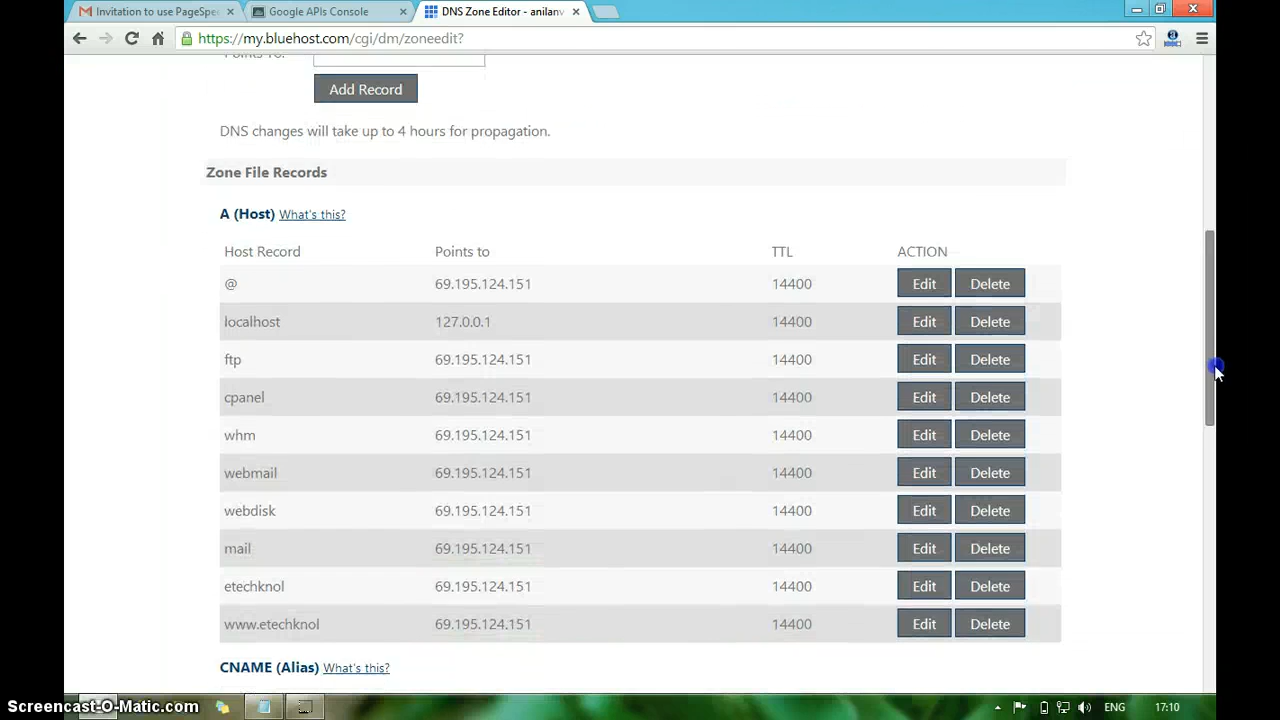 Invitation to use PageSpe
Google APIs Console
DNS Zone Editor - anilanv
https://my.bluehost.com/cgi/dm/zoneedit?
Points To:
Add Record
DNS changes will take up to 4 hours for propagation.
Zone File Records
A (Host) What's this?
Host Record Points to TTL ACTION
@ 69.195.124.151 14400 Edit Delete
localhost 127.0.0.1 14400 Edit Delete
ftp 69.195.124.151 14400 Edit Delete
cpanel 69.195.124.151 14400 Edit Delete
whm 69.195.124.151 14400 Edit Delete
webmail 69.195.124.151 14400 Edit Delete
webdisk 69.195.124.151 14400 Edit Delete
mail 69.195.124.151 14400 Edit Delete
etechknol 69.195.124.151 14400 Edit Delete
www.etechknol 69.195.124.151 14400 Edit Delete
CNAME (Alias) What's this?
Screencast-O-Matic.com
ENG 17:10